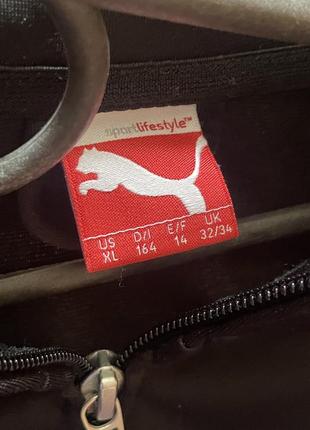 sportlifestyle™
US D/I E/F UK
XL 164 14 32/34